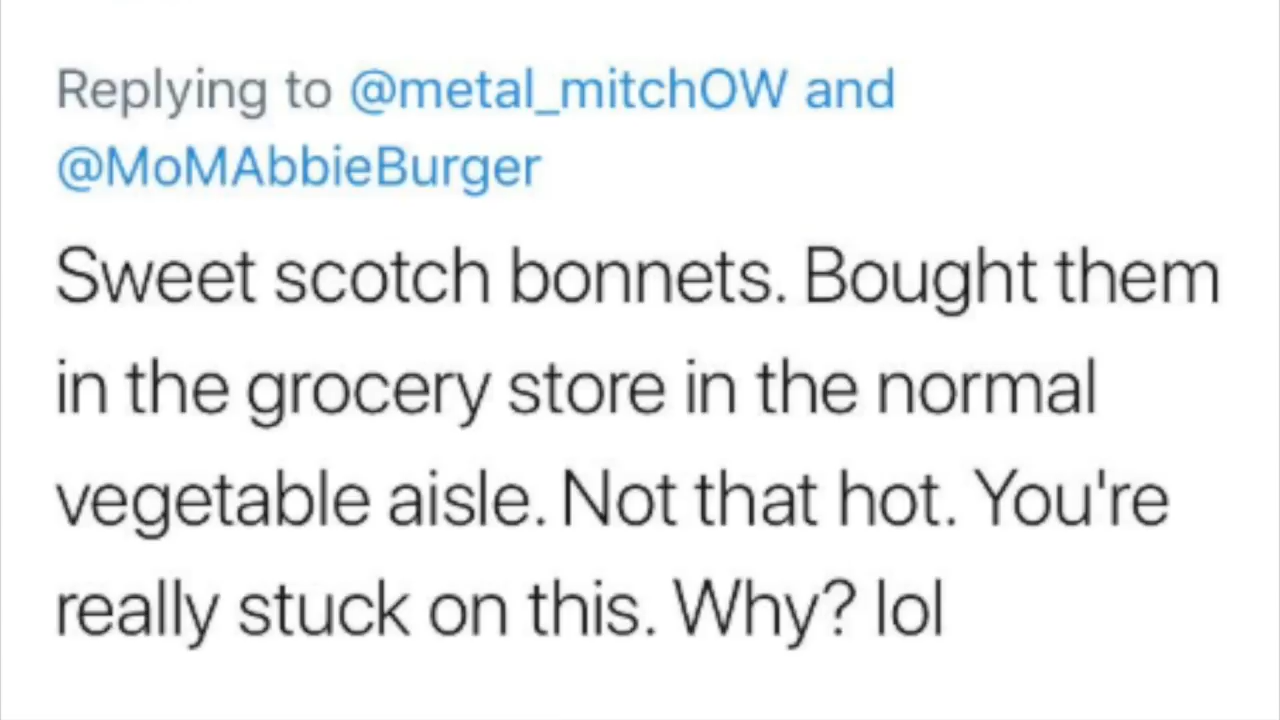 Replying to @metal_mitchOW and
@MoMAbbieBurger
Sweet scotch bonnets. Bought them
in the grocery store in the normal
vegetable aisle. Not that hot. You're
really stuck on this. Why? lol